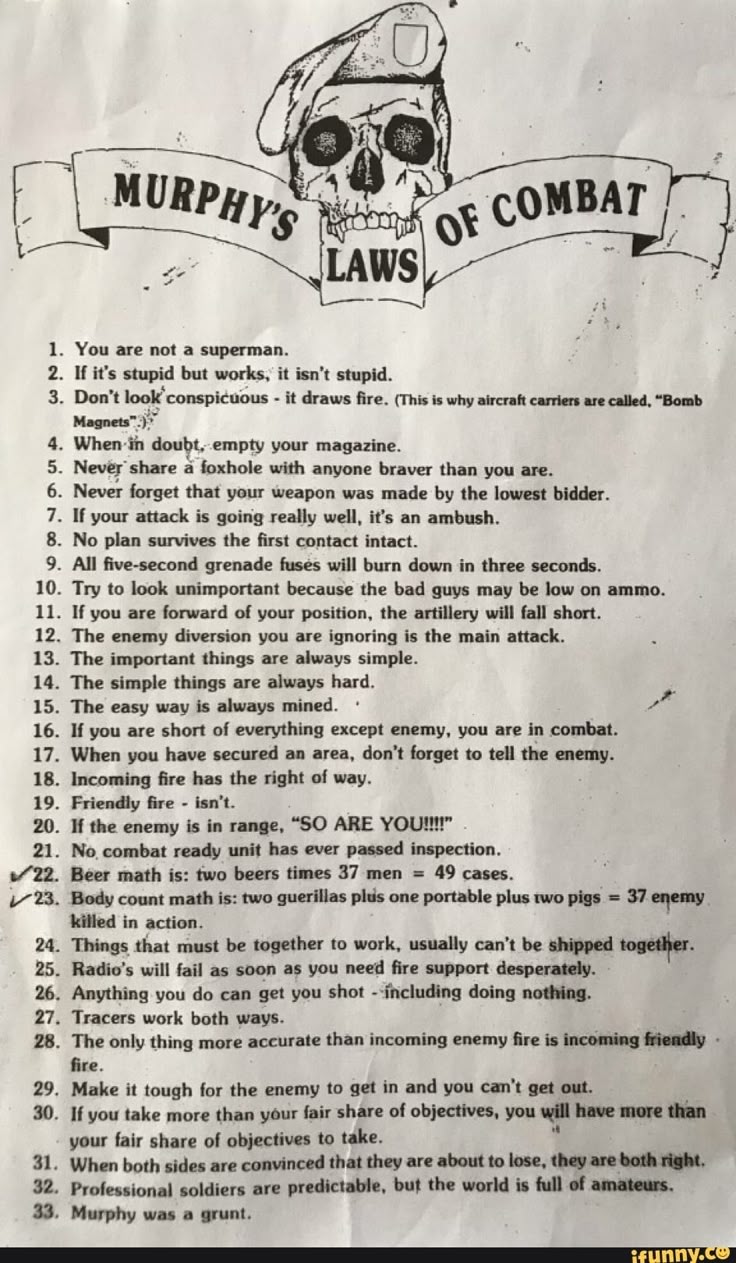 MURPHY'S
LAWS
OF COMBAT
1. You are not a superman.
2. If it's stupid but works, it isn't stupid.
3. Don't look conspicuous - it draws fire. (This is why aircraft carriers are called, "Bomb
Magnets".)
4. When in doubt, empty your magazine.
5. Never share a foxhole with anyone braver than you are.
6. Never forget that your weapon was made by the lowest bidder.
7. If your attack is going really well, it's an ambush.
8. No plan survives the first contact intact.
9. All five-second grenade fuses will burn down in three seconds.
10. Try to look unimportant because the bad guys may be low on ammo.
11. If you are forward of your position, the artillery will fall short.
12. The enemy diversion you are ignoring is the main attack.
13. The important things are always simple.
14. The simple things are always hard.
15. The easy way is always mined.
16. If you are short of everything except enemy, you are in combat.
17. When you have secured an area, don't forget to tell the enemy.
18. Incoming fire has the right of way.
19. Friendly fire - isn't.
20. If the enemy is in range, "SO ARE YOU!!!!"
21. No combat ready unit has ever passed inspection.
✓22. Beer math is: two beers times 37 men = 49 cases.
✓23. Body count math is: two guerillas plus one portable plus two pigs = 37 enemy
killed in action.
24. Things that must be together to work, usually can't be shipped together.
25. Radio's will fail as soon as you need fire support desperately.
26. Anything you do can get you shot - including doing nothing.
27. Tracers work both ways.
28. The only thing more accurate than incoming enemy fire is incoming friendly
fire.
29. Make it tough for the enemy to get in and you can't get out.
30. If you take more than your fair share of objectives, you will have more than
your fair share of objectives to take.
31. When both sides are convinced that they are about to lose, they are both right.
32. Professional soldiers are predictable, but the world is full of amateurs.
33. Murphy was a grunt.
ifunny.co